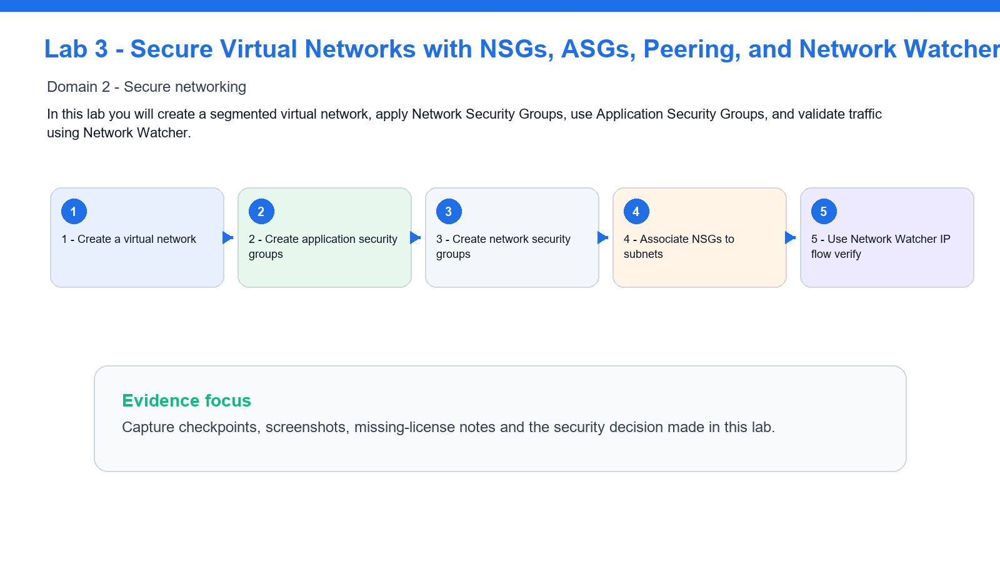 Lab 3 - Secure Virtual Networks with NSGs, ASGs, Peering, and Network Watcher
Domain 2 - Secure networking
In this lab you will create a segmented virtual network, apply Network Security Groups, use Application Security Groups, and validate traffic
using Network Watcher.
1
1 - Create a virtual network
2
2 - Create application security
groups
3
3 - Create network security
groups
4
4 - Associate NSGs to
subnets
5
5 - Use Network Watcher IP
flow verify
Evidence focus
Capture checkpoints, screenshots, missing-license notes and the security decision made in this lab.